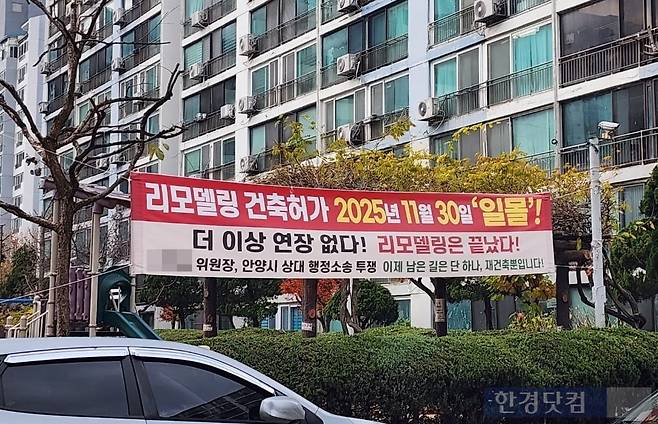 리모델링 건축허가 2025년 11월 30일 '일몰'!
더 이상 연장 없다! 리모델링은 끝났다!
위원장, 안양시 상대 행정소송 투쟁 이제 남은 길은 단 하나, 재건축뿐입니다!
한경닷컴